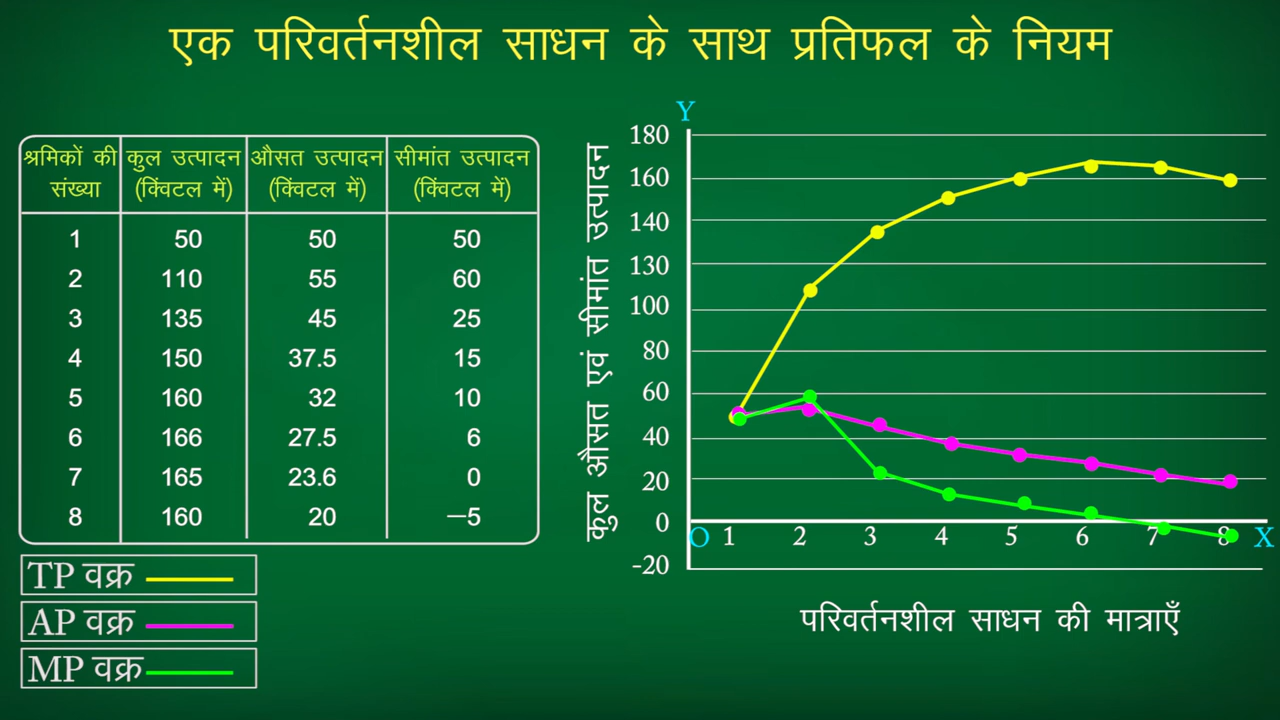 एक परिवर्तनशील साधन के साथ प्रतिफल के नियम
श्रमिकों की संख्या कुल उत्पादन (क्विंटल में) औसत उत्पादन (क्विंटल में) सीमांत उत्पादन (क्विंटल में)
1 50 50 50
2 110 55 60
3 135 45 25
4 150 37.5 15
5 160 32 10
6 166 27.5 6
7 165 23.6 0
8 160 20 –5
TP वक्र
AP वक्र
MP वक्र
कुल औसत एवं सीमांत उत्पादन
Y
180
160
140
130
100
80
60
40
20
0
-20
O 1 2 3 4 5 6 7 8 X
परिवर्तनशील साधन की मात्राएँ